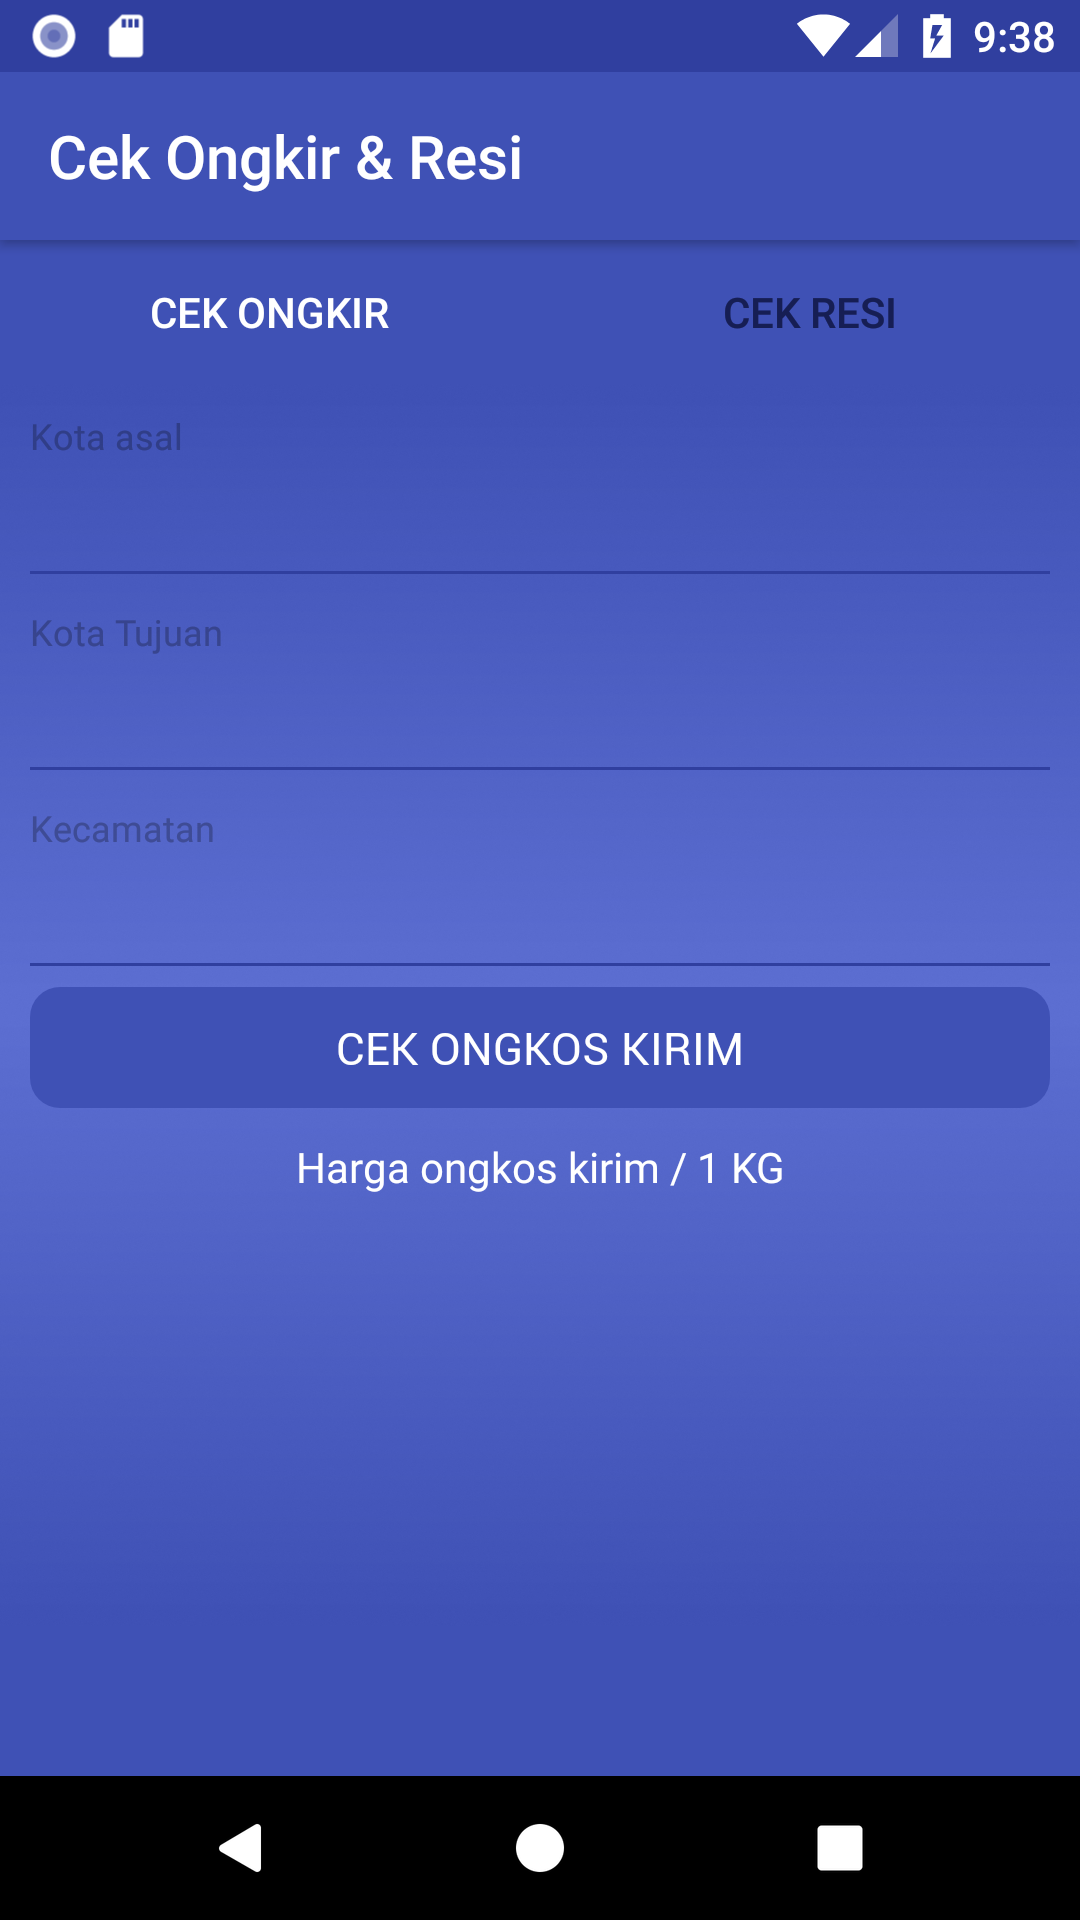 9:38
Cek Ongkir & Resi
CEK ONGKIR CEK RESI
Kota asal
Kota Tujuan
Kecamatan
CEK ONGKOS KIRIM
Harga ongkos kirim / 1 KG